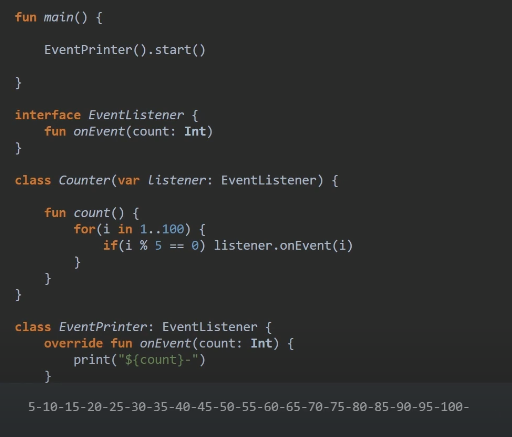 fun main() {
EventPrinter().start()
}
interface EventListener {
fun onEvent(count: Int)
}
class Counter(var listener: EventListener) {
fun count() {
for(i in 1..100) {
if(i % 5 == 0) listener.onEvent(i)
}
}
}
class EventPrinter: EventListener {
override fun onEvent(count: Int) {
print("${count}-")
}
5-10-15-20-25-30-35-40-45-50-55-60-65-70-75-80-85-90-95-100-